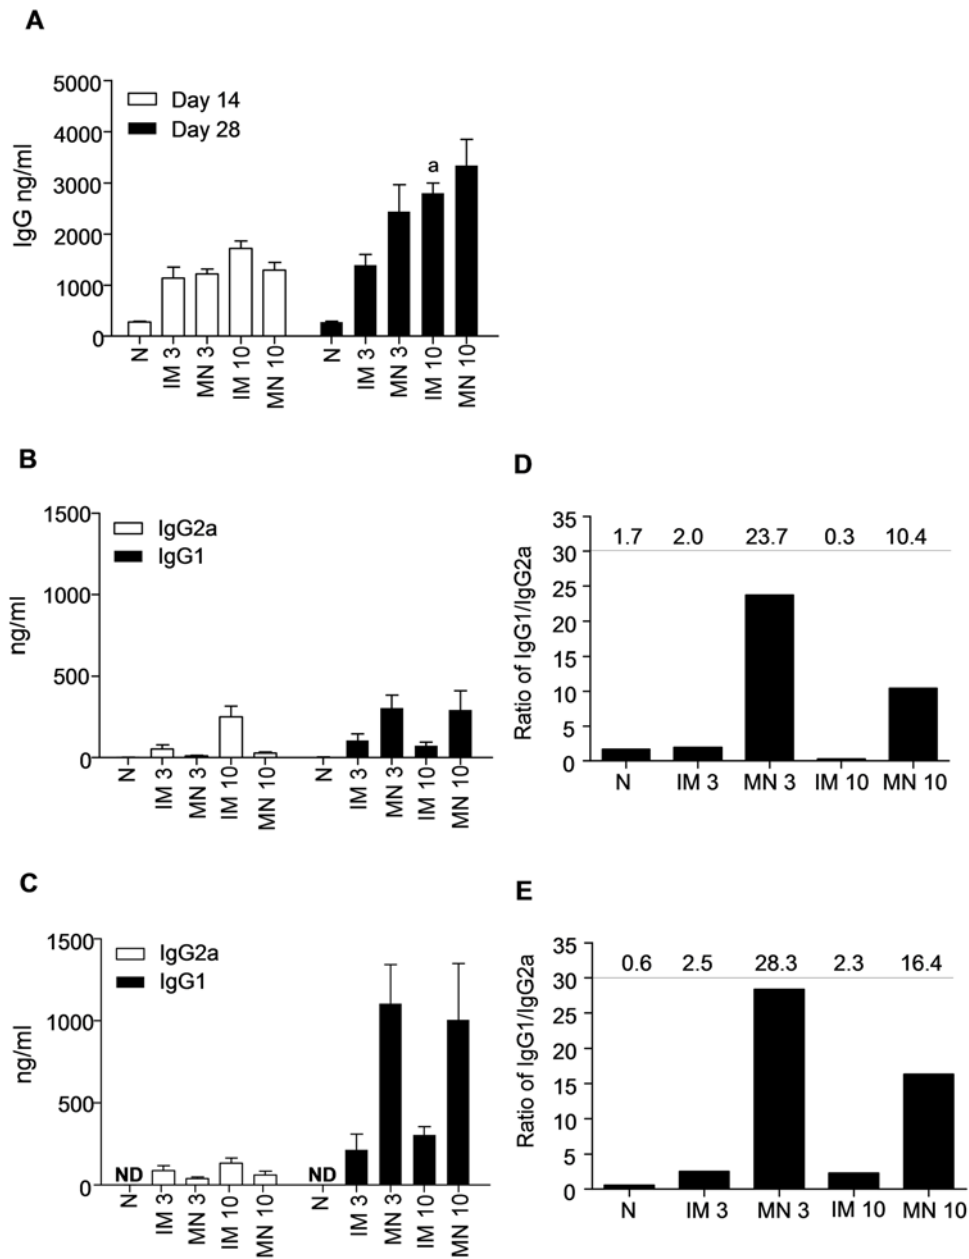 A
5000
4000
3000
2000
1000
0
IgG ng/ml
Day 14
Day 28
a
N
IM 3
MN 3
IM 10
MN 10
N
IM 3
MN 3
IM 10
MN 10
B
1500
1000
500
0
ng/ml
IgG2a
IgG1
N
IM 3
MN 3
IM 10
MN 10
N
IM 3
MN 3
IM 10
MN 10
D
35
30
25
20
15
10
5
0
Ratio of IgG1/IgG2a
1.7 2.0 23.7 0.3 10.4
N IM 3 MN 3 IM 10 MN 10
C
1500
1000
500
0
ng/ml
IgG2a
IgG1
ND
ND
N
IM 3
MN 3
IM 10
MN 10
N
IM 3
MN 3
IM 10
MN 10
E
35
30
25
20
15
10
5
0
Ratio of IgG1/IgG2a
0.6 2.5 28.3 2.3 16.4
N IM 3 MN 3 IM 10 MN 10